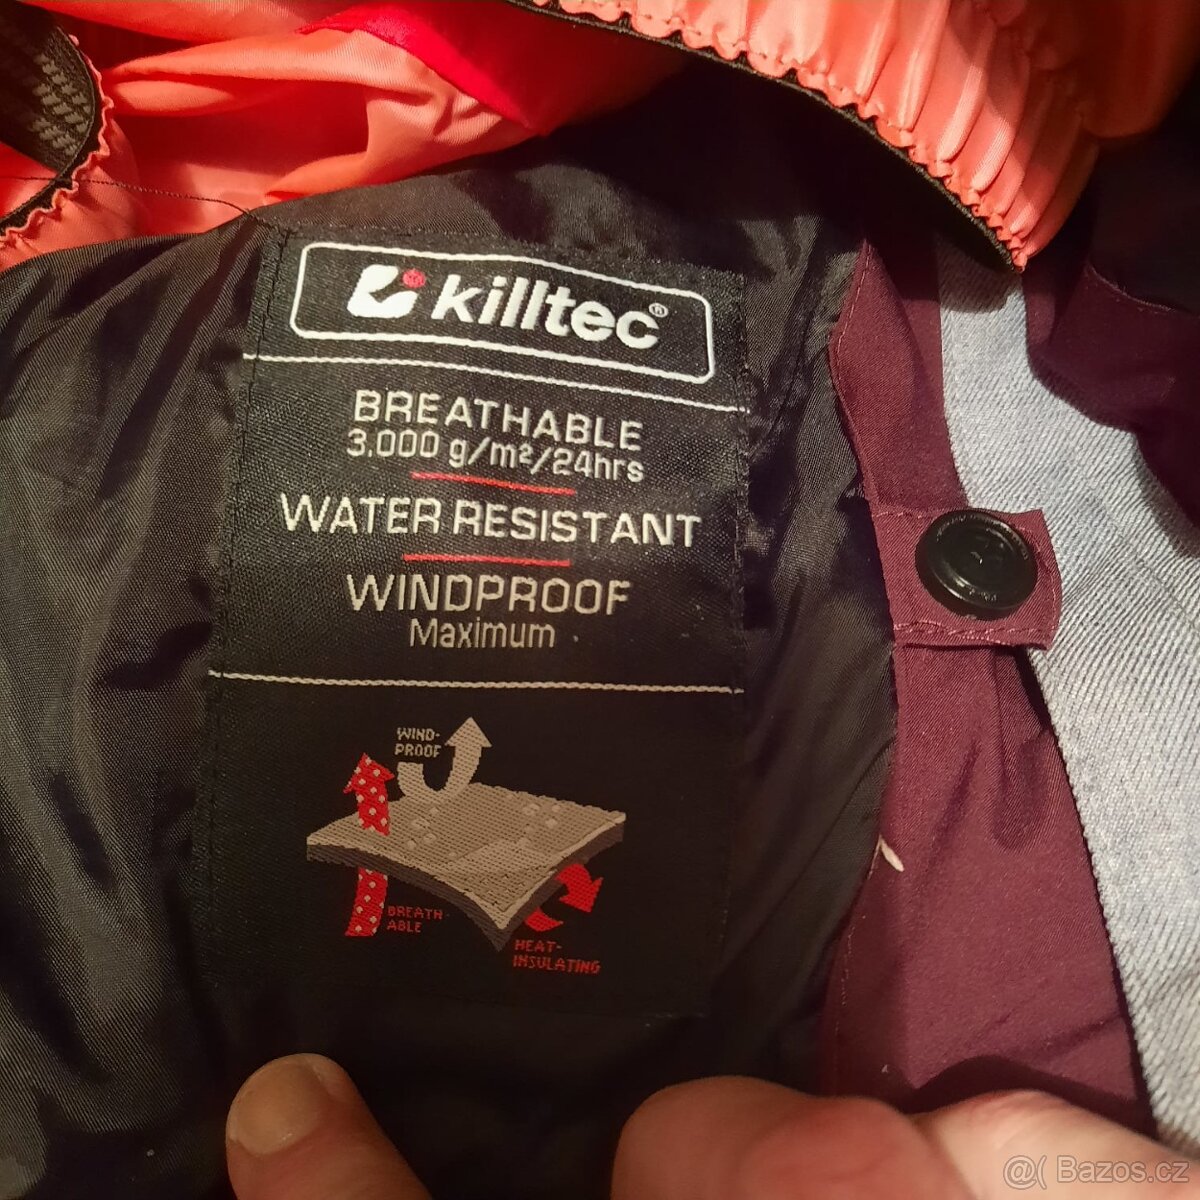 killtec®
BREATHABLE
3,000 g/m²/24hrs
WATER RESISTANT
WINDPROOF
Maximum
WIND-
PROOF
BREATH-
ABLE
HEAT-
INSULATING
@( Bazos.cz